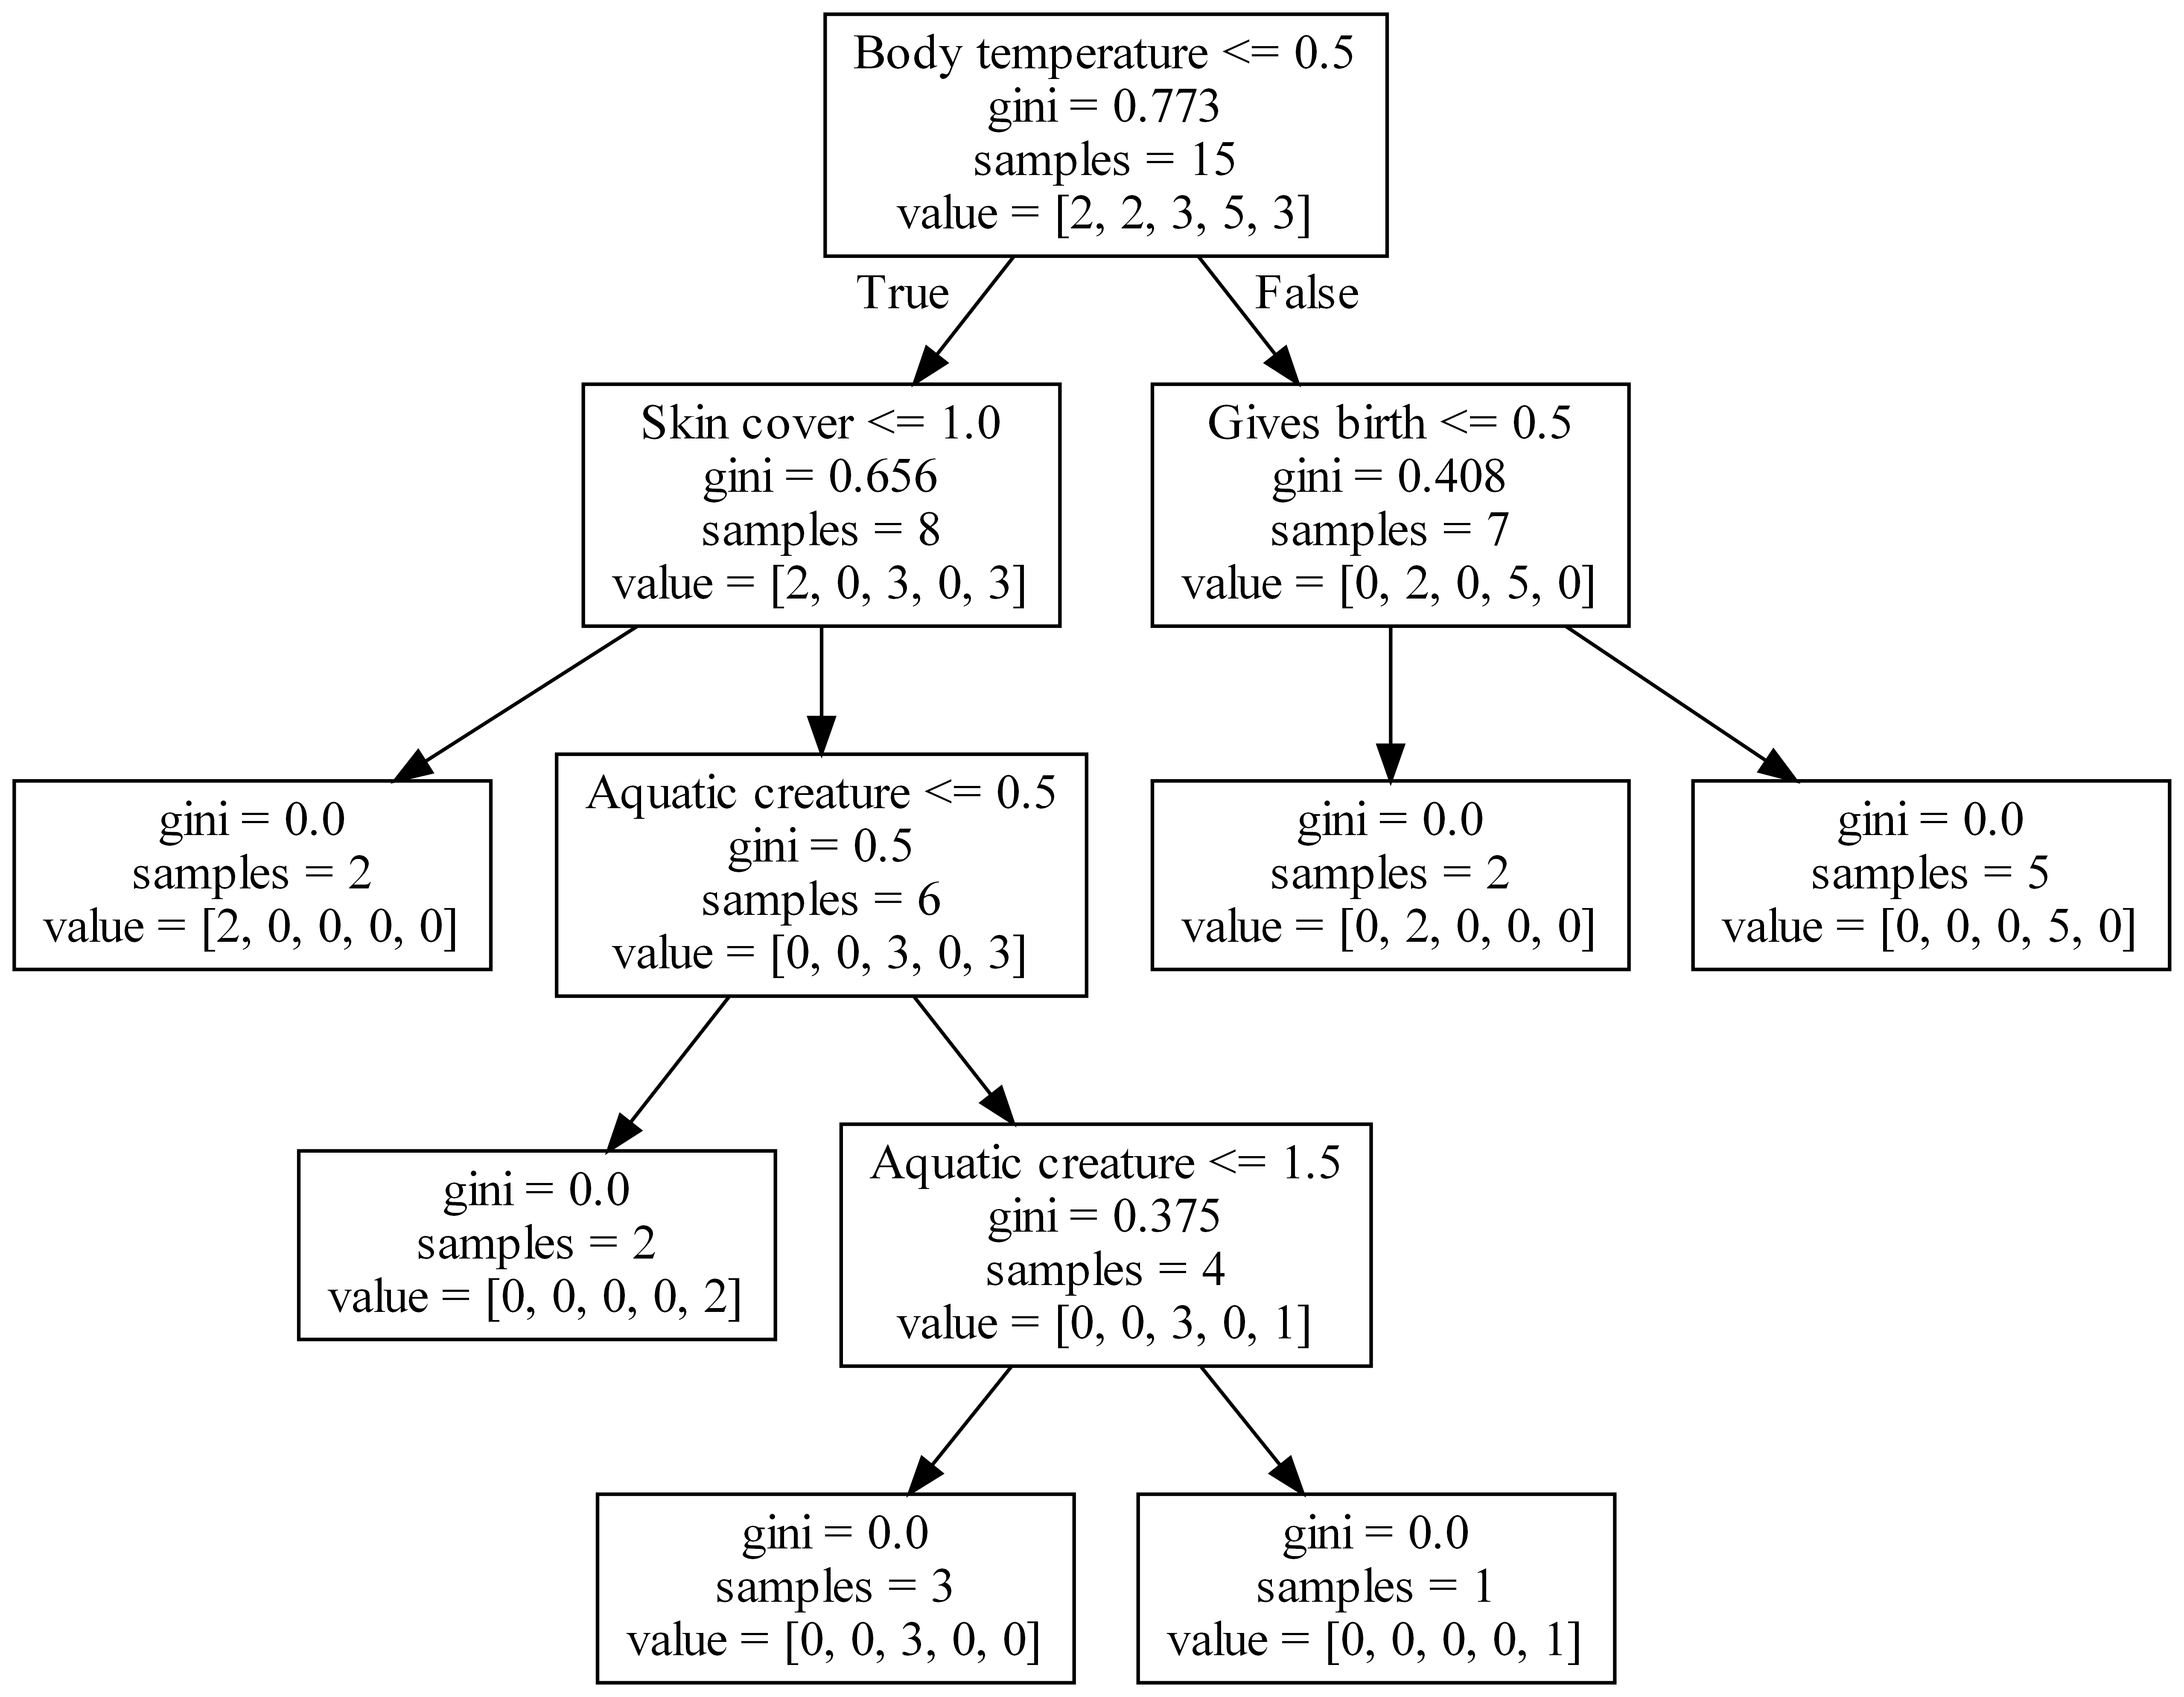 Body temperature <= 0.5
gini = 0.773
samples = 15
value = [2, 2, 3, 5, 3]
True
False
Skin cover <= 1.0
gini = 0.656
samples = 8
value = [2, 0, 3, 0, 3]
Gives birth <= 0.5
gini = 0.408
samples = 7
value = [0, 2, 0, 5, 0]
gini = 0.0
samples = 2
value = [2, 0, 0, 0, 0]
Aquatic creature <= 0.5
gini = 0.5
samples = 6
value = [0, 0, 3, 0, 3]
gini = 0.0
samples = 2
value = [0, 2, 0, 0, 0]
gini = 0.0
samples = 5
value = [0, 0, 0, 5, 0]
gini = 0.0
samples = 2
value = [0, 0, 0, 0, 2]
Aquatic creature <= 1.5
gini = 0.375
samples = 4
value = [0, 0, 3, 0, 1]
gini = 0.0
samples = 3
value = [0, 0, 3, 0, 0]
gini = 0.0
samples = 1
value = [0, 0, 0, 0, 1]